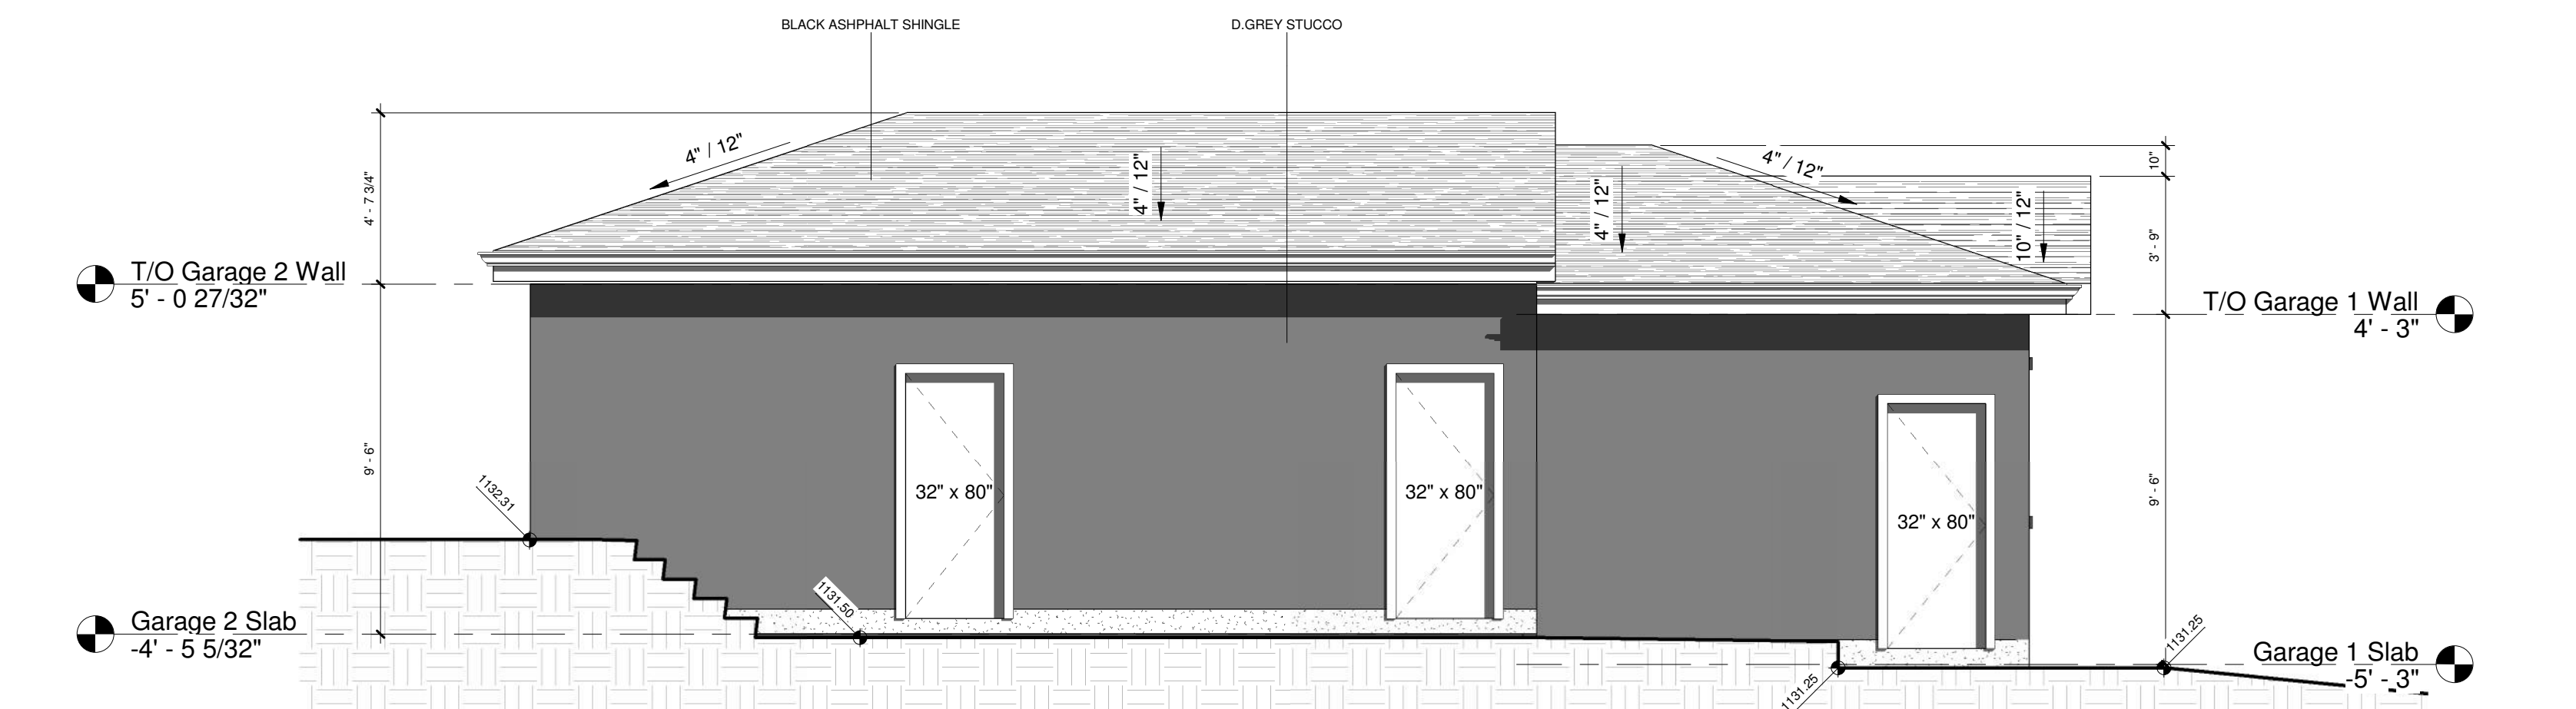 BLACK ASHPHALT SHINGLE
D.GREY STUCCO
4" / 12"
4" / 12"
4" / 12"
4" / 12"
10" / 12"
4' - 7 3/4"
10"
3' - 9"
T/O Garage 2 Wall
5' - 0 27/32"
T/O Garage 1 Wall
4' - 3"
9' - 6"
9' - 6"
32" x 80"
32" x 80"
32" x 80"
1132.31
1131.50
Garage 2 Slab
-4' - 5 5/32"
1131.25
1131.25
Garage 1 Slab
-5' - 3"